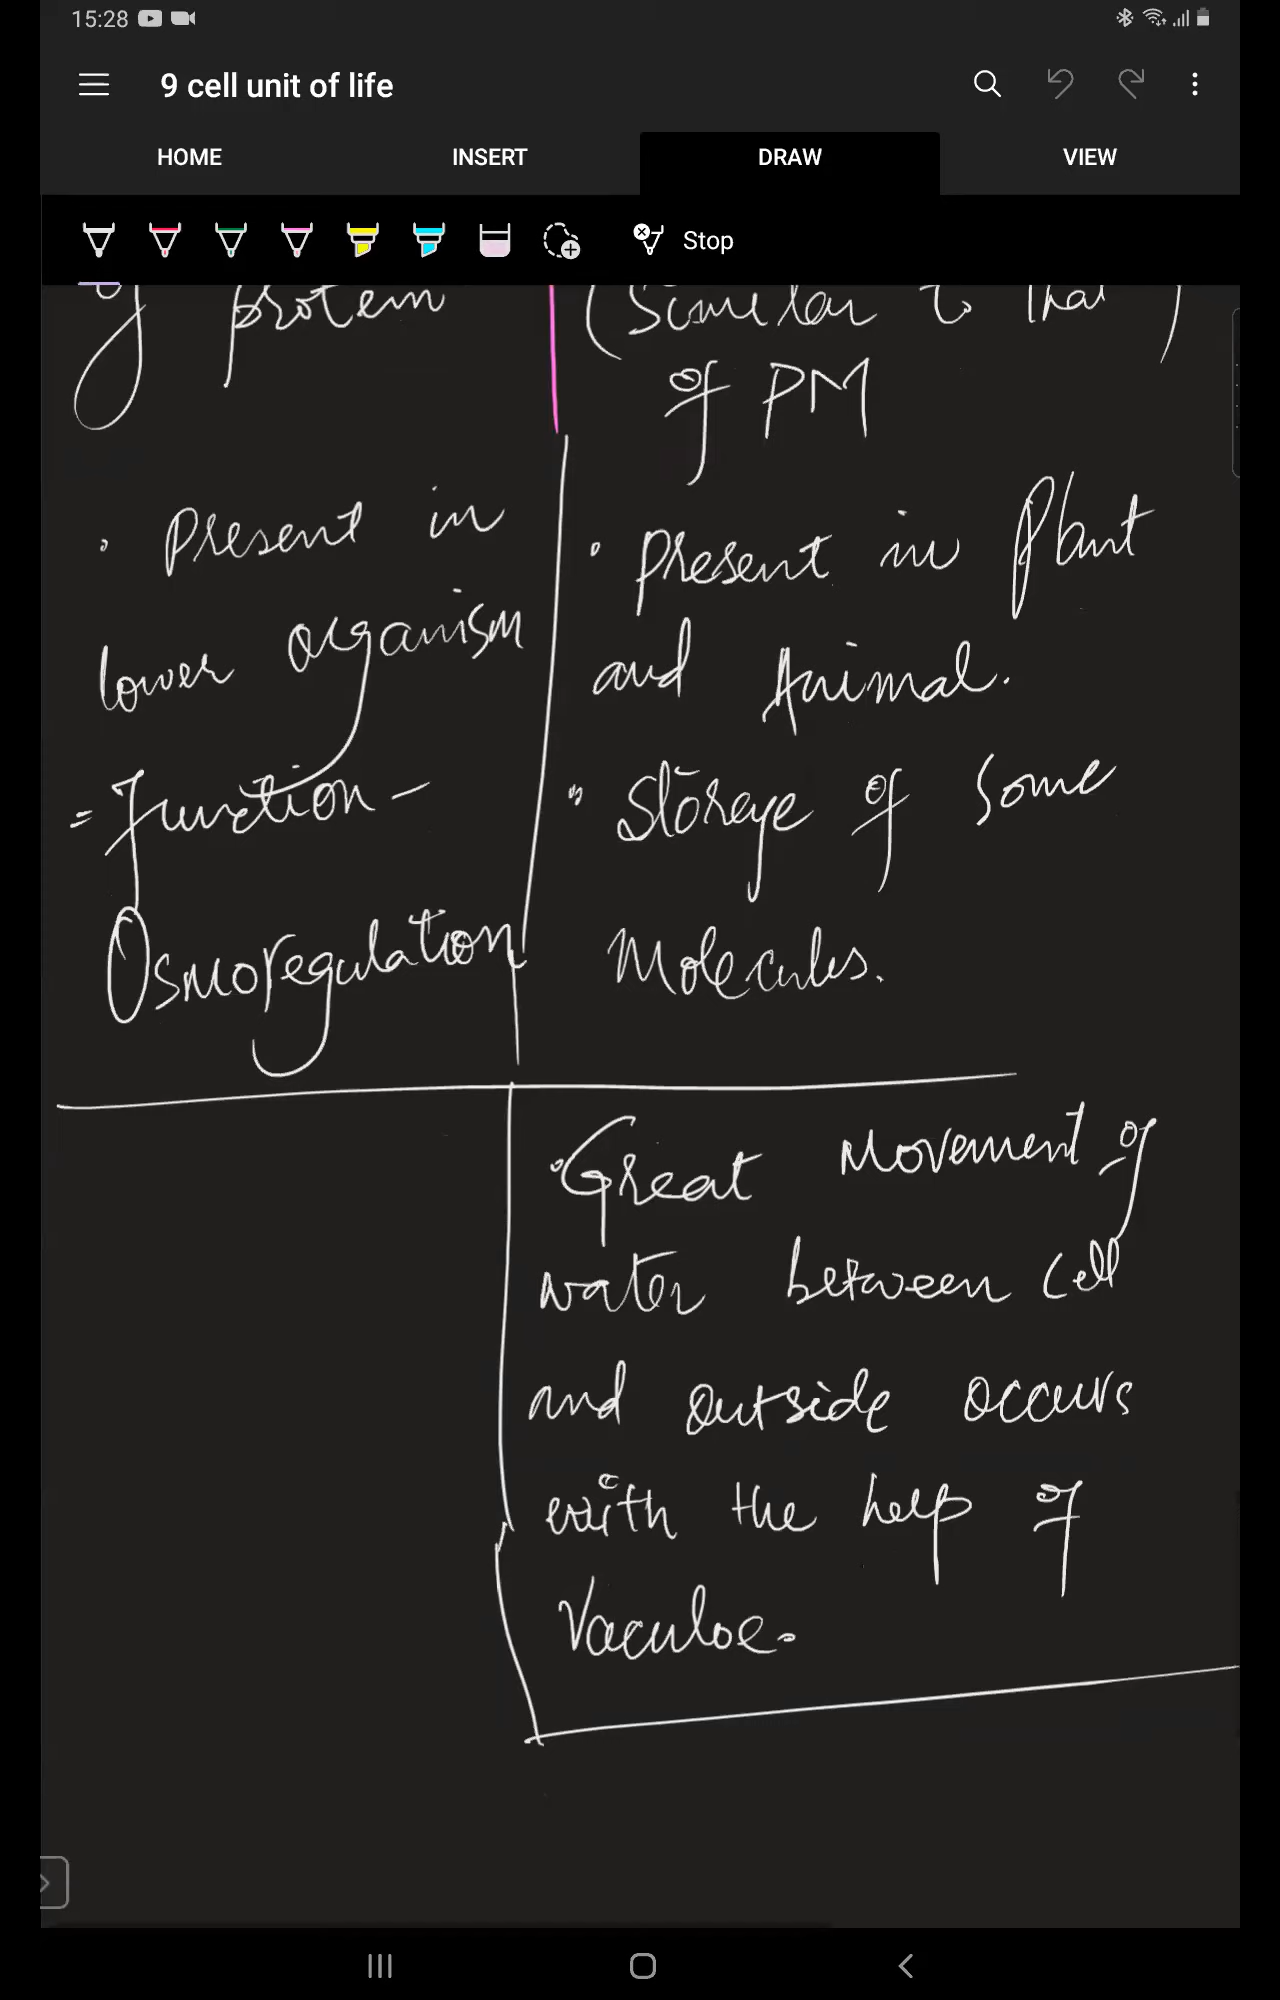 15:28
9 cell unit of life
HOME INSERT DRAW VIEW
Stop
of protein
• Present in
lower organism
= Function -
Osmoregulation
(Similar to that)
of PM
• Present in Plant
and Animal.
" Storage of some
Molecules.
• Great Movement of
water between cell
and outside occurs
with the help of
Vaculoe.